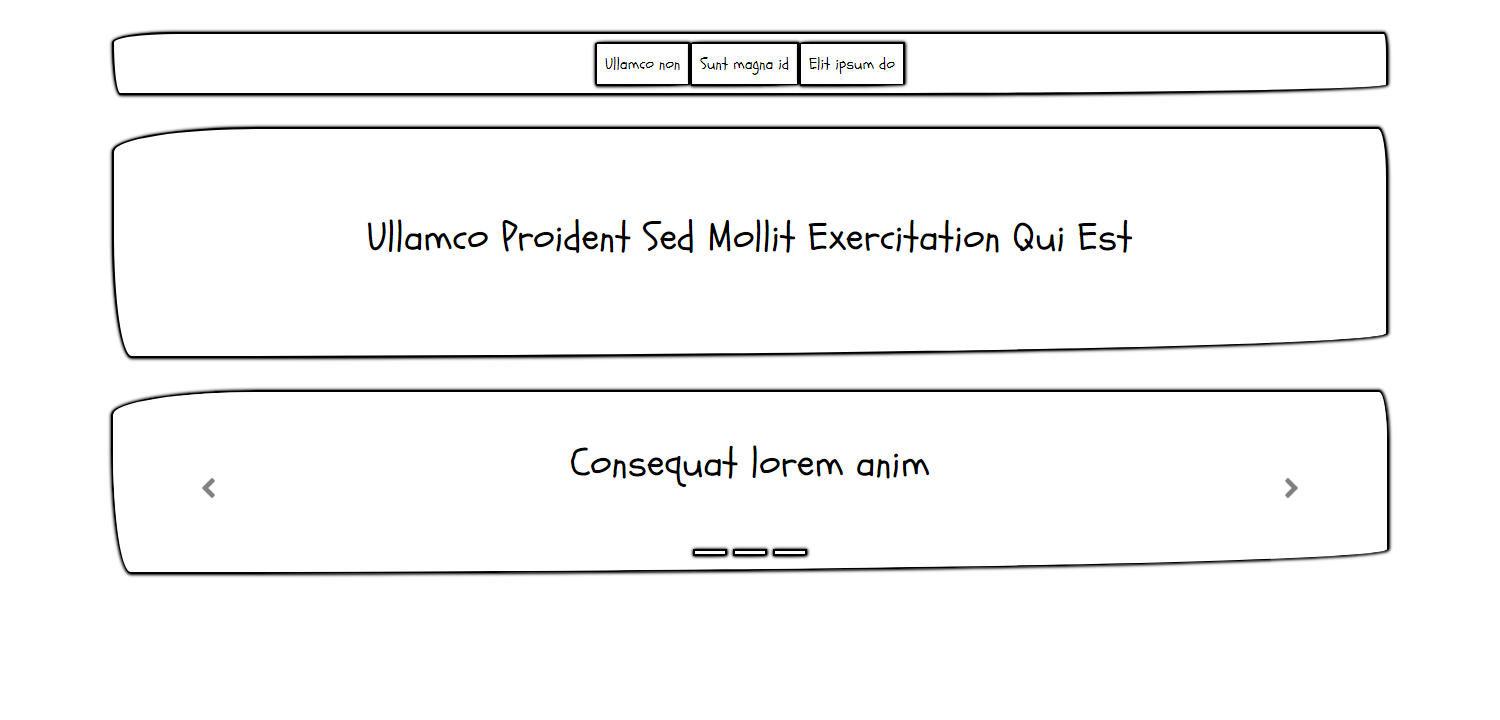 Ullamco non Sunt magna id Elit ipsum do
Ullamco Proident Sed Mollit Exercitation Qui Est
Consequat lorem anim